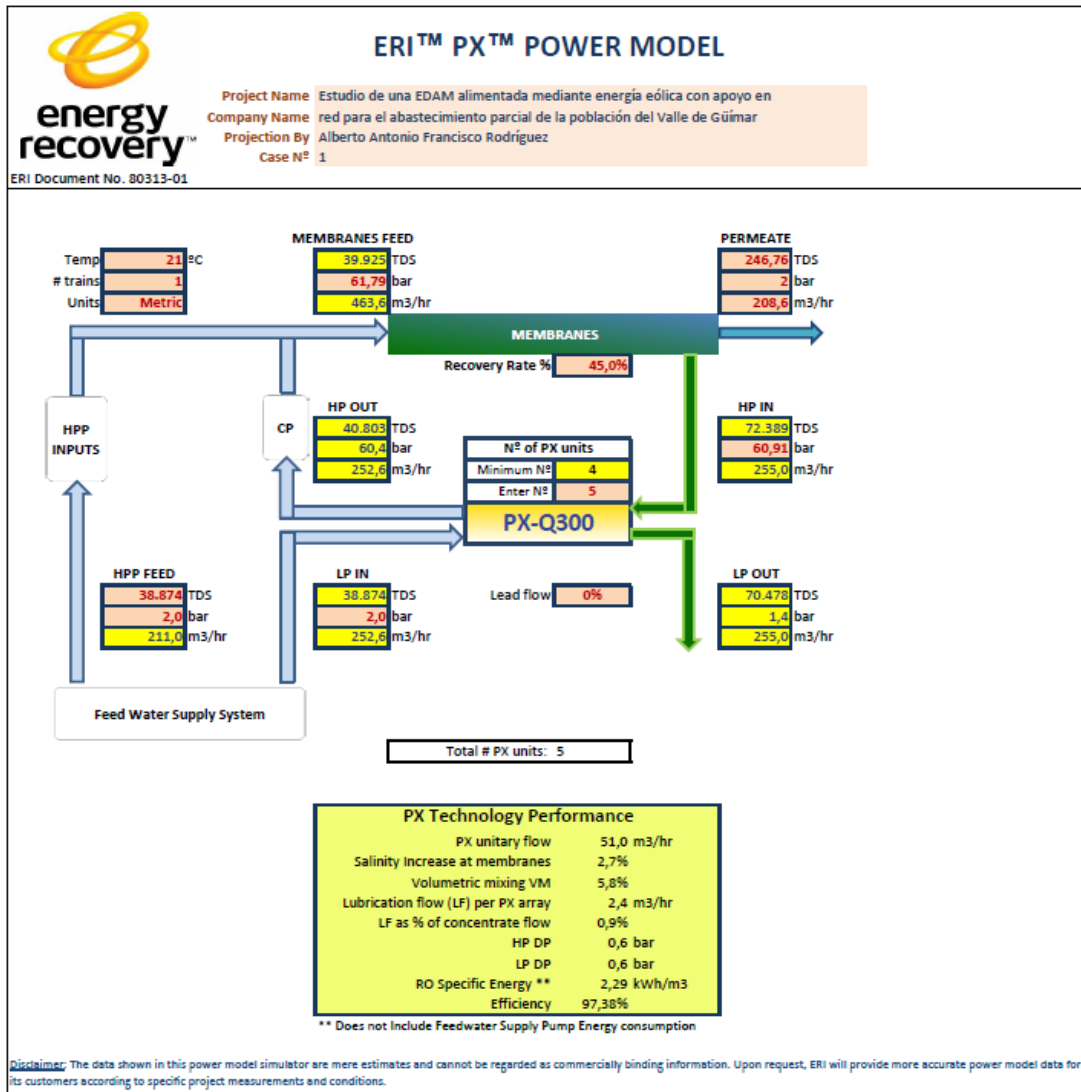 ERI™ PX™ POWER MODEL
energy
recovery™
ERI Document No. 80313-01
Project Name Estudio de una EDAM alimentada mediante energía eólica con apoyo en
Company Name red para el abastecimiento parcial de la población del Valle de Güímar
Projection By Alberto Antonio Francisco Rodríguez
Case Nº 1
MEMBRANES FEED PERMEATE
Temp 21 ºC 39.925 TDS 246,76 TDS
# trains 1 61,79 bar 2 bar
Units Metric 463,6 m3/hr 208,6 m3/hr
MEMBRANES
Recovery Rate % 45,0%
HPP
INPUTS
CP
HP OUT HP IN
40.803 TDS 72.389 TDS
60,4 bar 60,91 bar
252,6 m3/hr 255,0 m3/hr
Nº of PX units
Minimum Nº 4
Enter Nº 5
PX-Q300
HPP FEED LP IN LP OUT
38.874 TDS 38.874 TDS Lead flow 0% 70.478 TDS
2,0 bar 2,0 bar 1,4 bar
211,0 m3/hr 252,6 m3/hr 255,0 m3/hr
Feed Water Supply System
Total # PX units: 5
PX Technology Performance
PX unitary flow 51,0 m3/hr
Salinity Increase at membranes 2,7%
Volumetric mixing VM 5,8%
Lubrication flow (LF) per PX array 2,4 m3/hr
LF as % of concentrate flow 0,9%
HP DP 0,6 bar
LP DP 0,6 bar
RO Specific Energy ** 2,29 kWh/m3
Efficiency 97,38%
** Does not Include Feedwater Supply Pump Energy consumption
Disclaimer: The data shown in this power model simulator are mere estimates and cannot be regarded as commercially binding information. Upon request, ERI will provide more accurate power model data for
its customers according to specific project measurements and conditions.